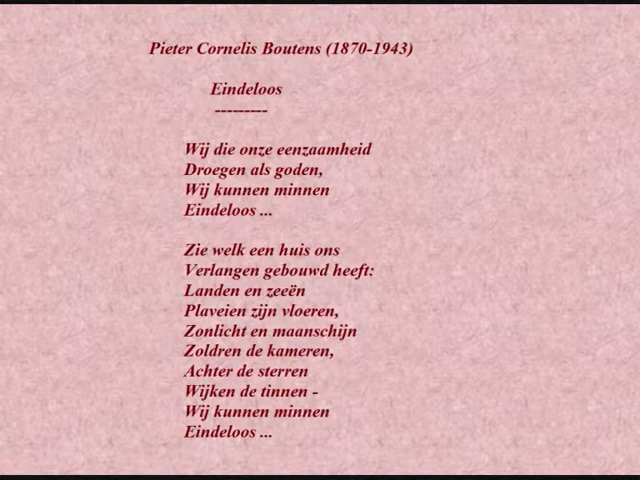 Pieter Cornelis Boutens (1870-1943)
Eindeloos
---------
Wij die onze eenzaamheid
Droegen als goden,
Wij kunnen minnen
Eindeloos ...
Zie welk een huis ons
Verlangen gebouwd heeft:
Landen en zeeën
Plaveien zijn vloeren,
Zonlicht en maanschijn
Zoldren de kameren,
Achter de sterren
Wijken de tinnen -
Wij kunnen minnen
Eindeloos ...